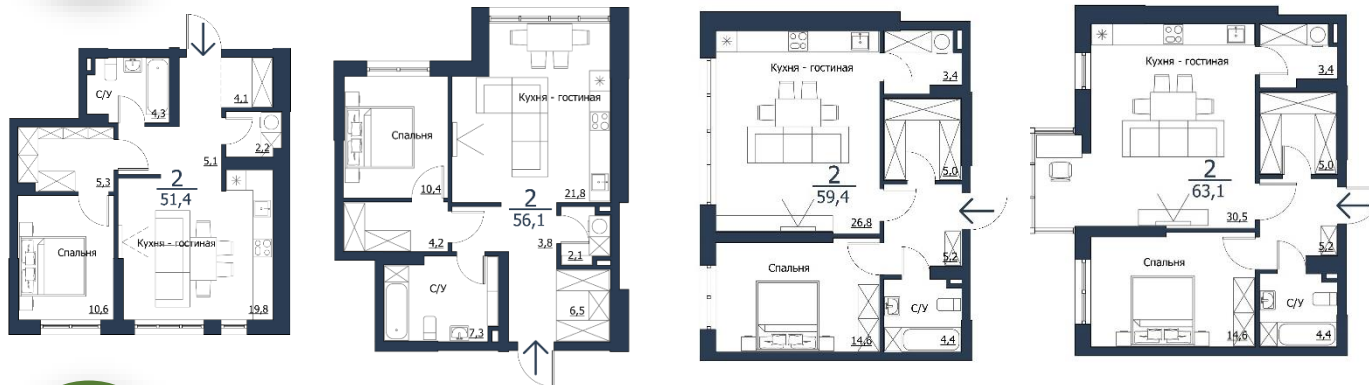 С/У
4,3
4,1
2,2
5,1
5,3
2
51,4
Спальня
Кухня - гостиная
10,6
19,8
Кухня - гостиная
Спальня
10,4
21,8
2
56,1
4,2
3,8
2,1
С/У
6,5
7,3
Кухня - гостиная
3,4
5,0
2
59,4
26,8
5,2
Спальня
С/У
14,6
4,4
Кухня - гостиная
3,4
5,0
2
63,1
30,5
5,2
Спальня
С/У
14,6
4,4